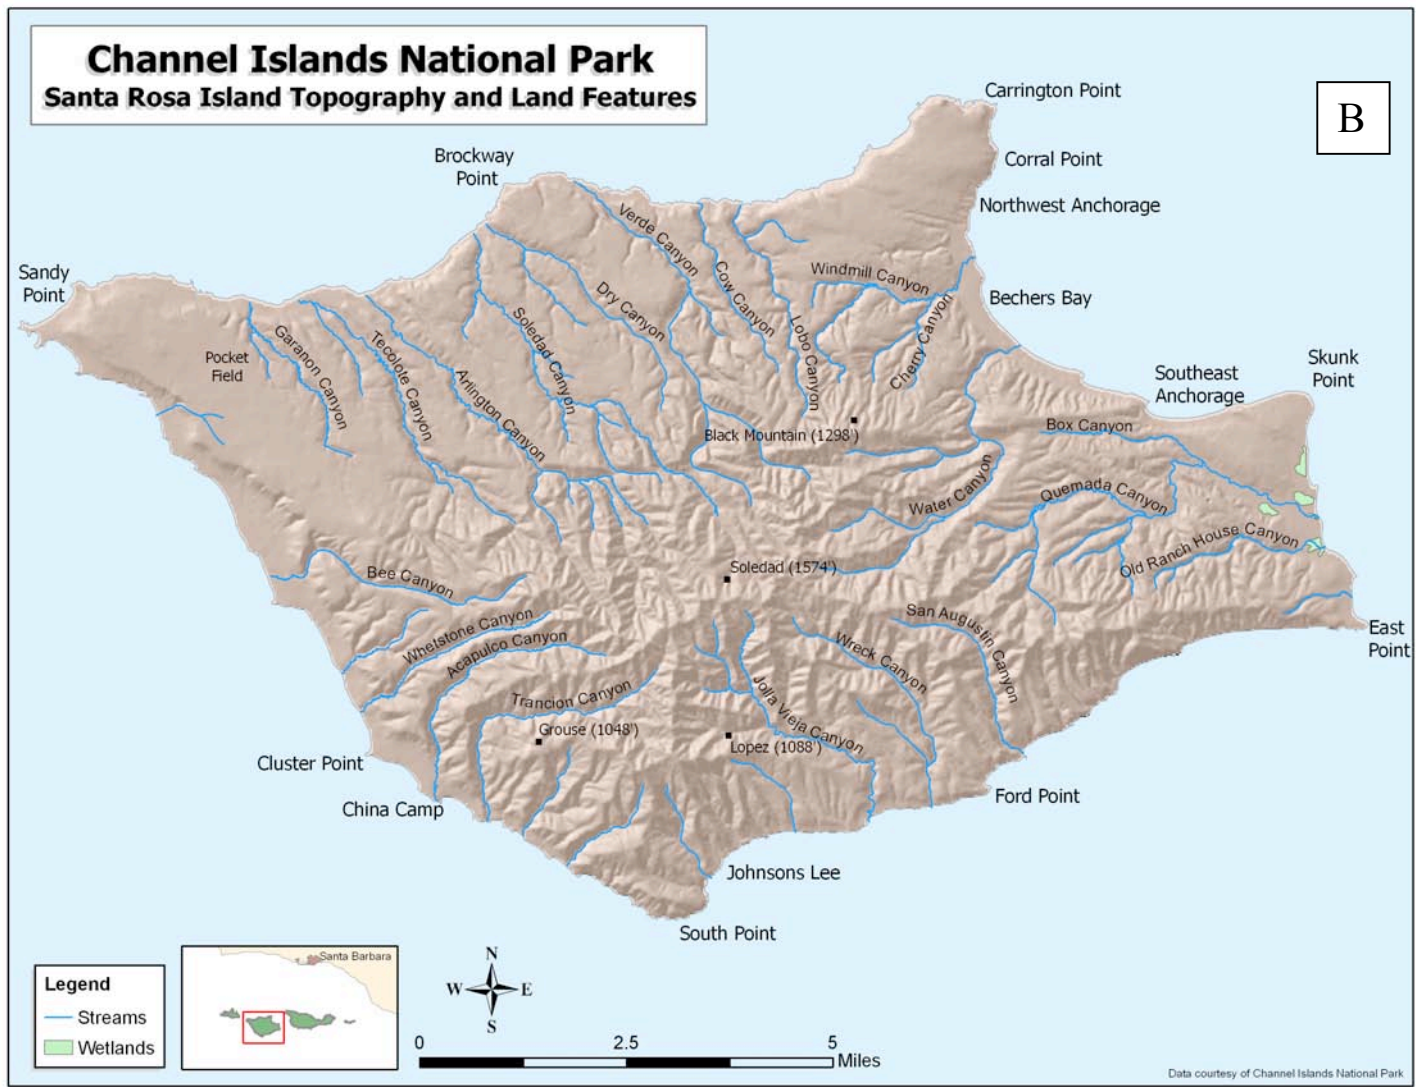 Channel Islands National Park
Santa Rosa Island Topography and Land Features
B
Carrington Point
Corral Point
Northwest Anchorage
Brockway
Point
Verde Canyon
Cow Canyon
Windmill Canyon
Sandy
Point
Bechers Bay
Dry Canyon
Soledad Canyon
Lobo Canyon
Cherry Canyon
Garanon Canyon
Tecolote Canyon
Pocket
Field
Arlington Canyon
Southeast
Anchorage
Skunk
Point
Black Mountain (1298')
Box Canyon
Water Canyon
Quemada Canyon
Old Ranch House Canyon
Soledad (1574')
Bee Canyon
Whetstone Canyon
Acapulco Canyon
San Augustin Canyon
Wreck Canyon
East
Point
Trancion Canyon
Jolla Vieja Canyon
Grouse (1048')
Lopez (1088')
Cluster Point
China Camp
Ford Point
Johnsons Lee
South Point
Legend
Streams
Wetlands
Santa Barbara
N
W
E
S
0
2.5
5
Miles
Data courtesy of Channel Islands National Park